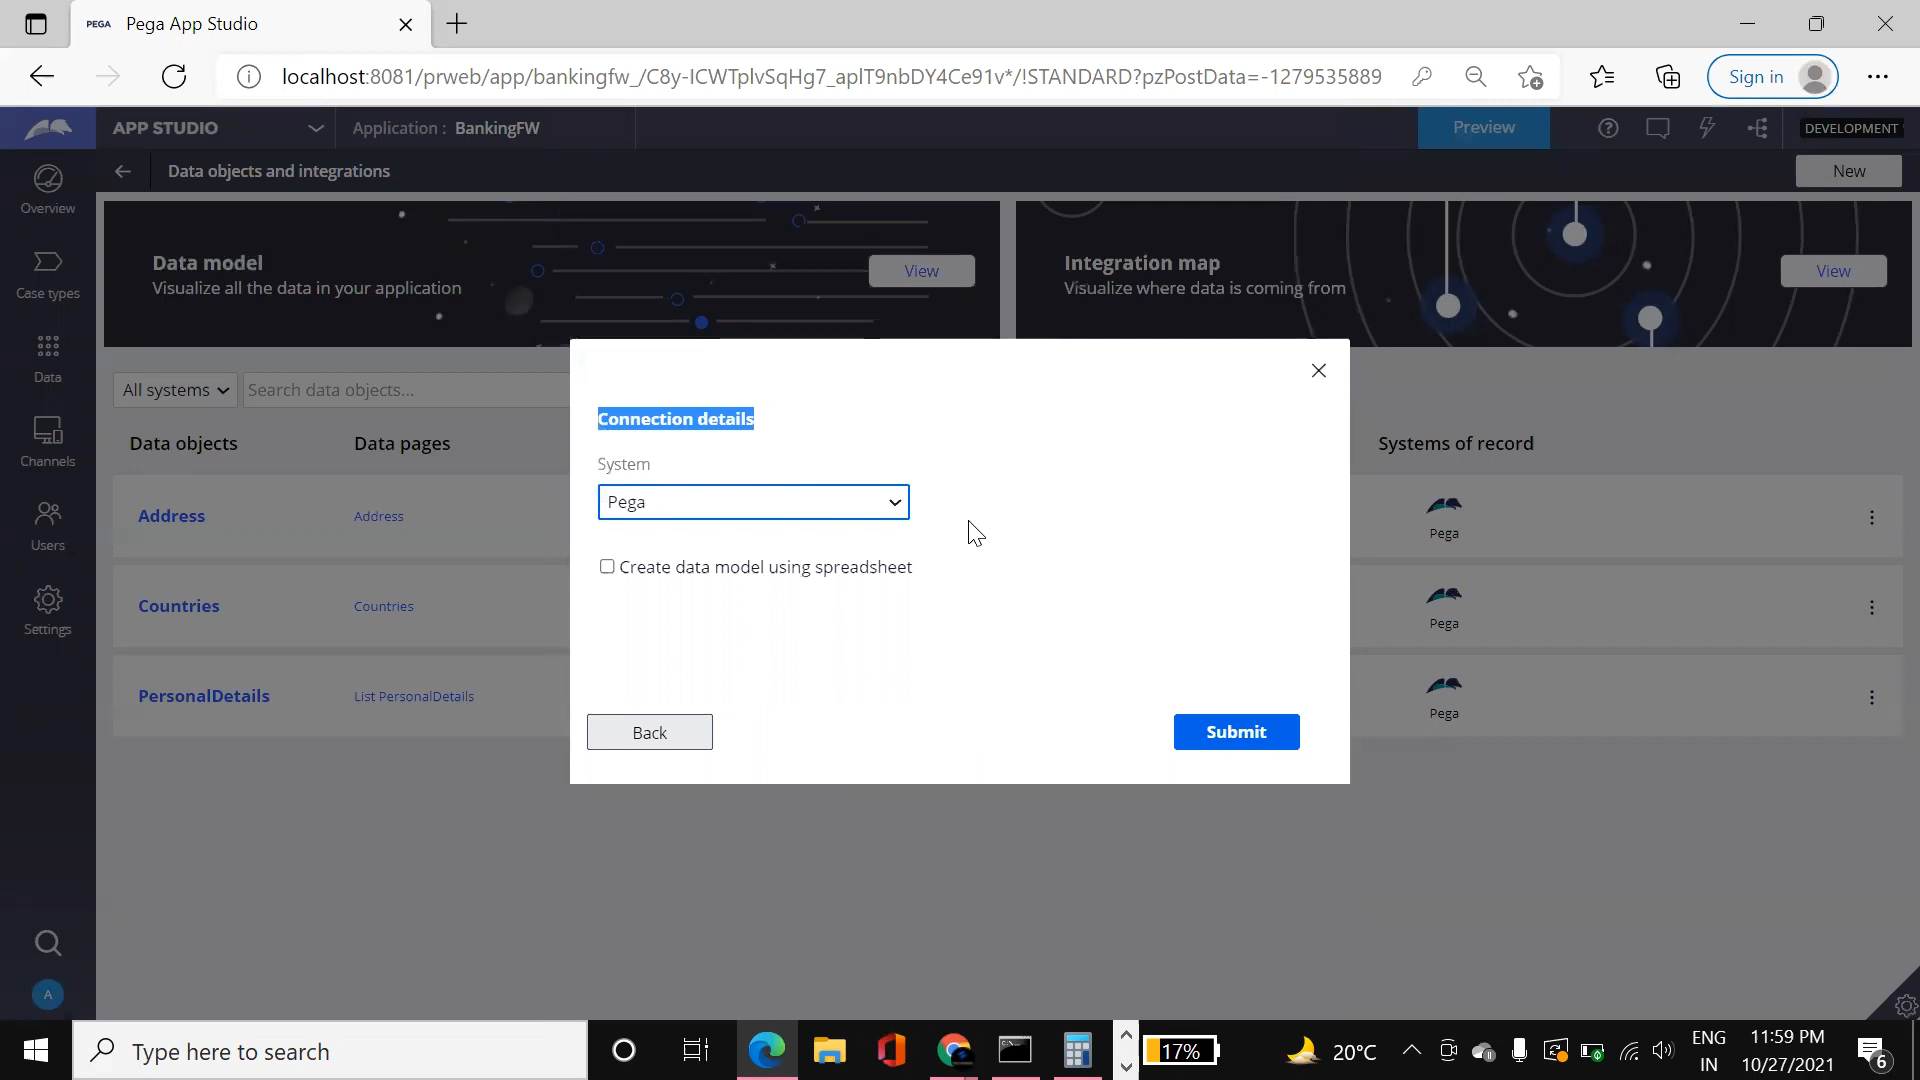 PEGA Pega App Studio
localhost:8081/prweb/app/bankingfw_/C8y-ICWTplvSqHg7_aplT9nbDY4Ce91v*/!STANDARD?pzPostData=-1279535889
Sign in
APP STUDIO
Application : BankingFW
Preview
DEVELOPMENT
Data objects and integrations
New
Overview
Case types
Data
Channels
Users
Settings
A
Data model
Visualize all the data in your application
View
Integration map
Visualize where data is coming from
View
All systems
Search data objects...
Data objects
Data pages
Systems of record
Address
Address
Pega
Countries
Countries
Pega
PersonalDetails
List PersonalDetails
Pega
Connection details
System
Pega
Create data model using spreadsheet
Back
Submit
Type here to search
17%
20°C
ENG
IN
11:59 PM
10/27/2021
6